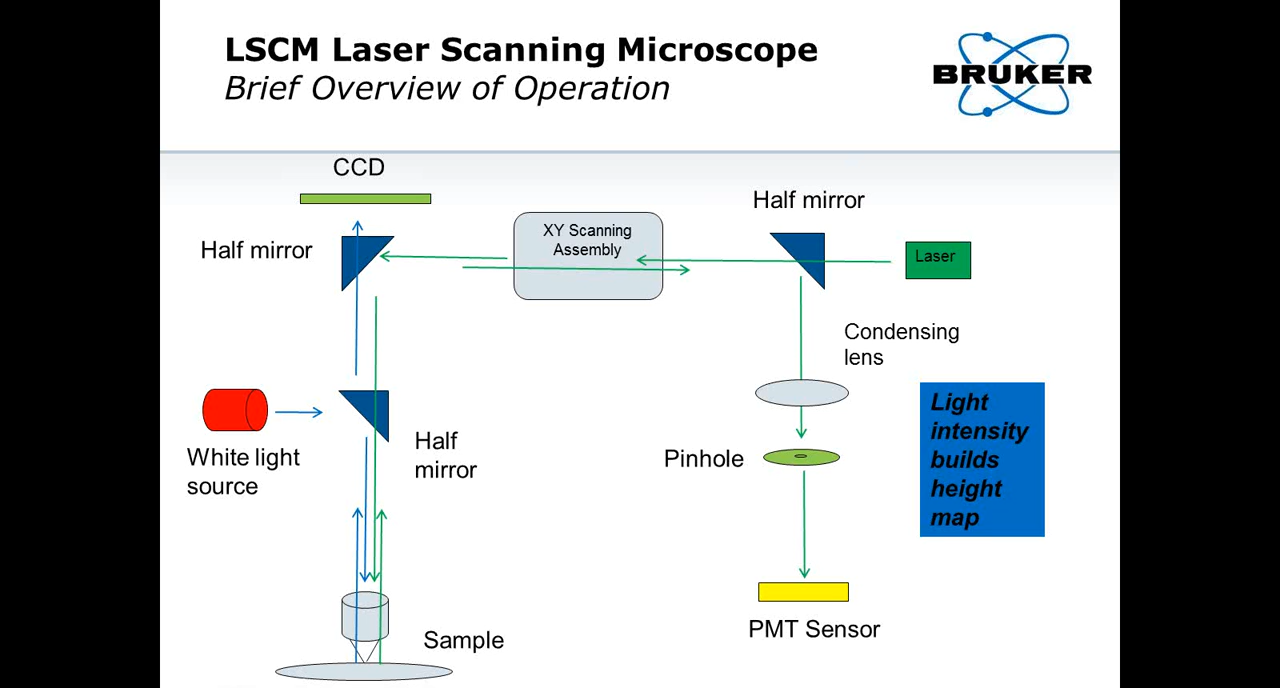 LSCM Laser Scanning Microscope
Brief Overview of Operation
BRUKER
CCD
Half mirror
XY Scanning
Assembly
Half mirror
Laser
Condensing
lens
White light
source
Half
mirror
Pinhole
Light
intensity
builds
height
map
Sample
PMT Sensor